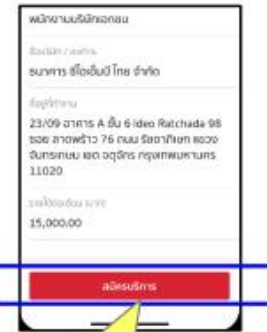 พนักงานบริษัทเอกชน
ชื่อบริษัท / องค์กร
ธนาคาร ซีไอเอ็มบี ไทย จำกัด
ที่อยู่ที่ทำงาน
23/09 อาคาร A ชั้น 6 Ideo Ratchada 98
ซอย ลาดพร้าว 76 ถนน รัชดาภิเษก แขวง
จันทรเกษม เขต จตุจักร กรุงเทพมหานคร
11020
รายได้ต่อเดือน (บาท)
15,000.00
สมัครบริการ